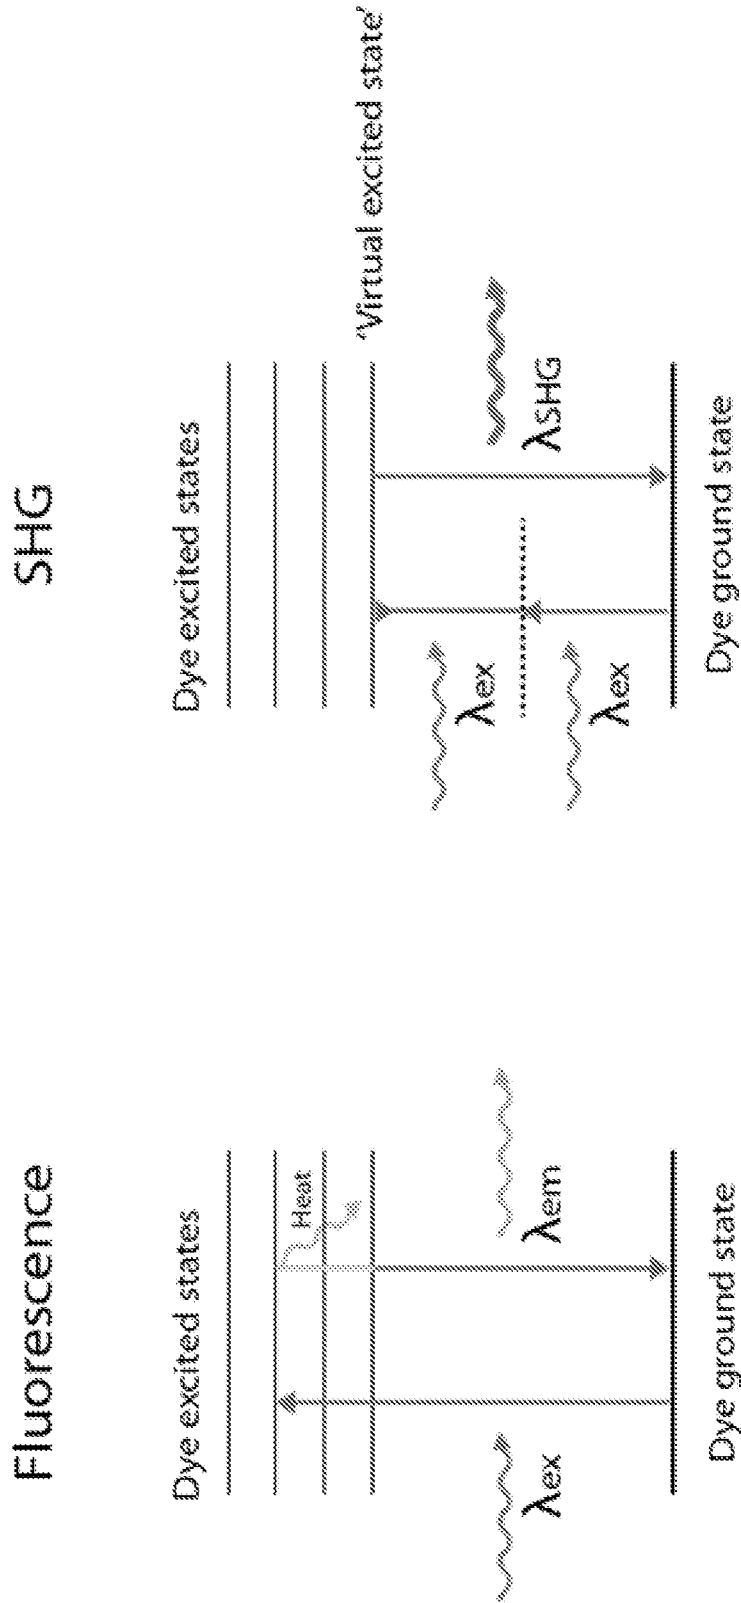 Fluorescence
Dye excited states
Heat
λex
λem
Dye ground state
SHG
Dye excited states
'Virtual excited state'
λex
λex
λSHG
Dye ground state